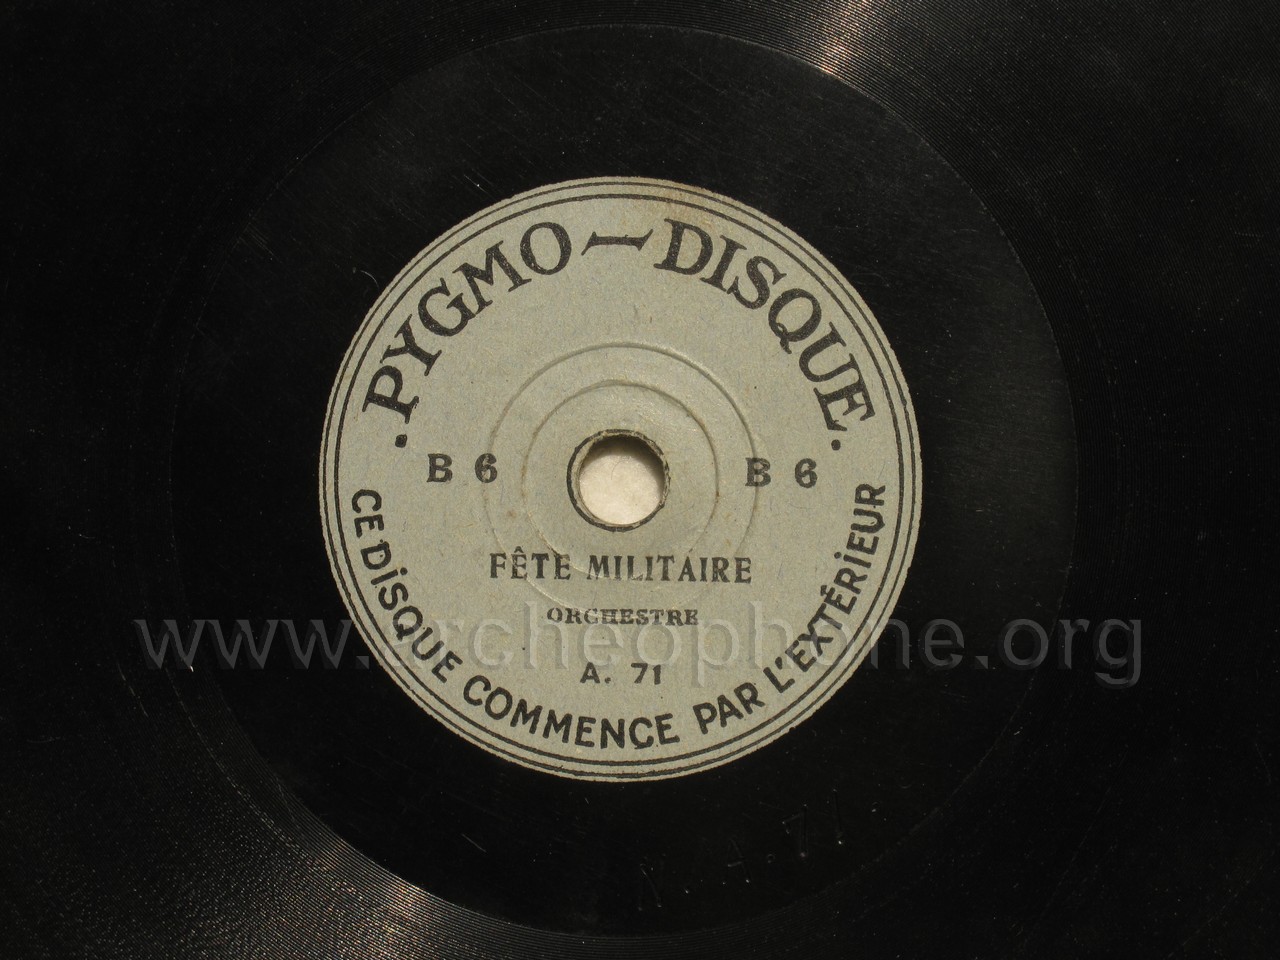 .PYGMO—DISQUE.
B 6 B 6
FÊTE MILITAIRE
ORCHESTRE
A. 71
CE DiSQUE COMMENCE PAR L'EXTÉRiEUR
www.archeophone.org